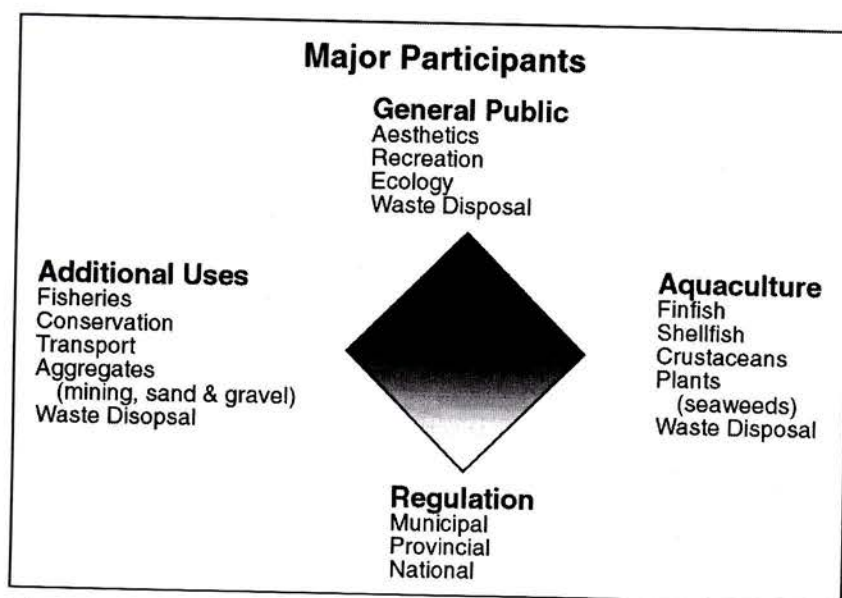 Major Participants
General Public
Aesthetics
Recreation
Ecology
Waste Disposal
Additional Uses
Fisheries
Conservation
Transport
Aggregates
(mining, sand & gravel)
Waste Disopsal
Aquaculture
Finfish
Shellfish
Crustaceans
Plants
(seaweeds)
Waste Disposal
Regulation
Municipal
Provincial
National